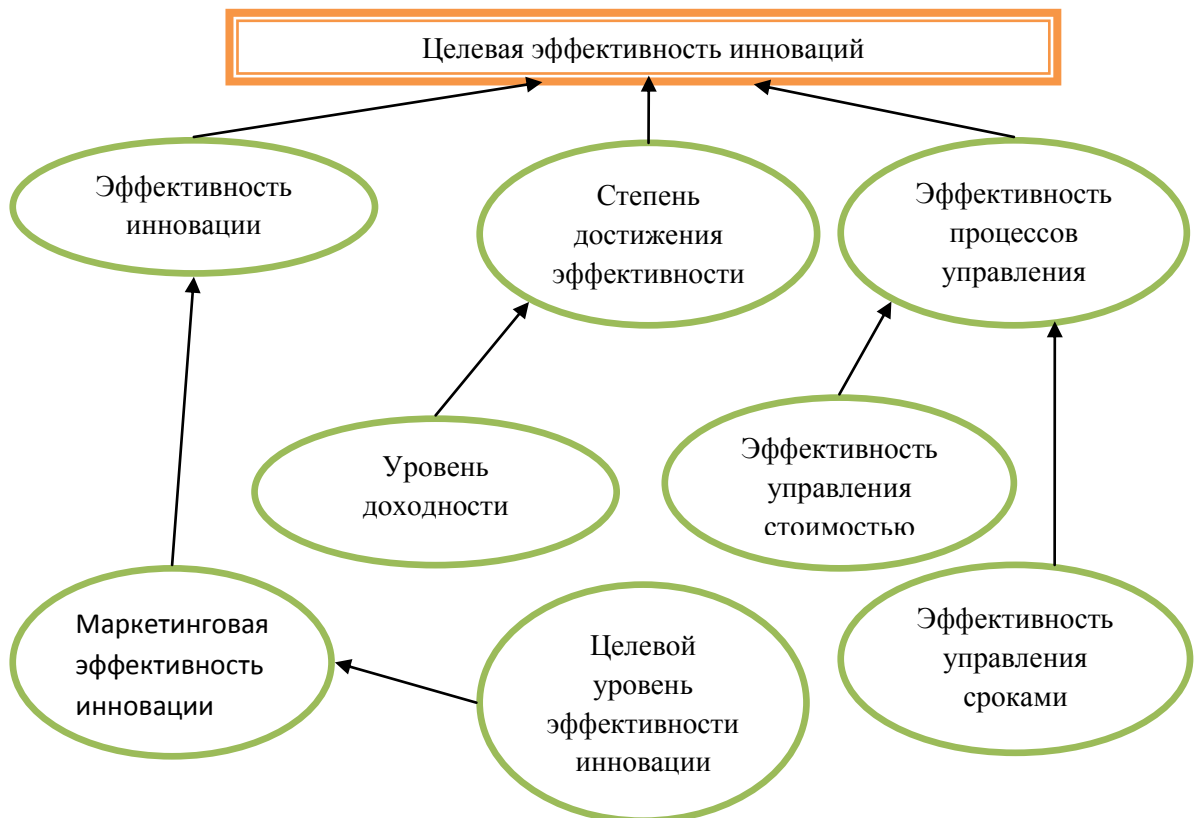 Целевая эффективность инноваций
Эффективность
инновации
Степень
достижения
эффективности
Эффективность
процессов
управления
Уровень
доходности
Эффективность
управления
стоимостью
Маркетинговая
эффективность
инновации
Целевой
уровень
эффективности
инновации
Эффективность
управления
сроками